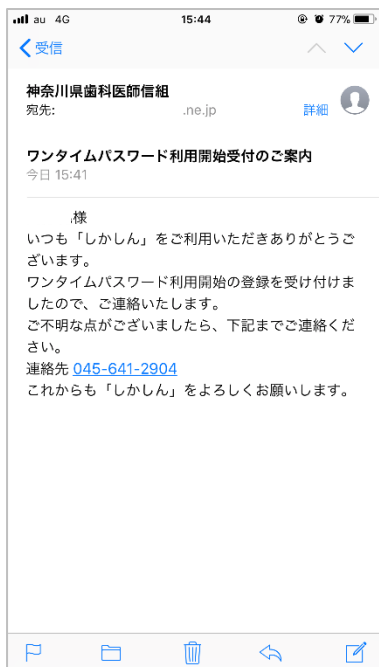 au 4G 15:44 77%
受信
神奈川県歯科医師信組
宛先: .ne.jp 詳細
ワンタイムパスワード利用開始受付のご案内
今日 15:41
様
いつも「しかしん」をご利用いただきありがとうご
ざいます。
ワンタイムパスワード利用開始の登録を受け付けま
したので、ご連絡いたします。
ご不明な点がございましたら、下記までご連絡くだ
さい。
連絡先 045-641-2904
これからも「しかしん」をよろしくお願いします。